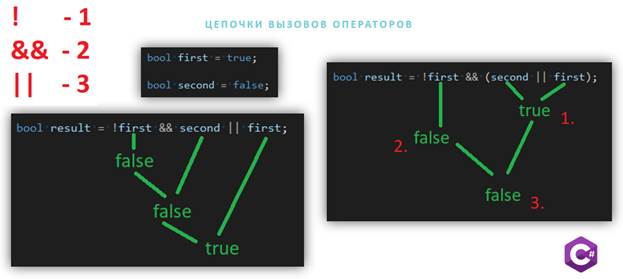 ЦЕПОЧКИ ВЫЗОВОВ ОПЕРАТОРОВ
! - 1
&& - 2
|| - 3
bool first = true;
bool second = false;
bool result = !first && second || first;
false
false
true
bool result = !first && (second || first);
true 1.
2. false
false 3.
C#